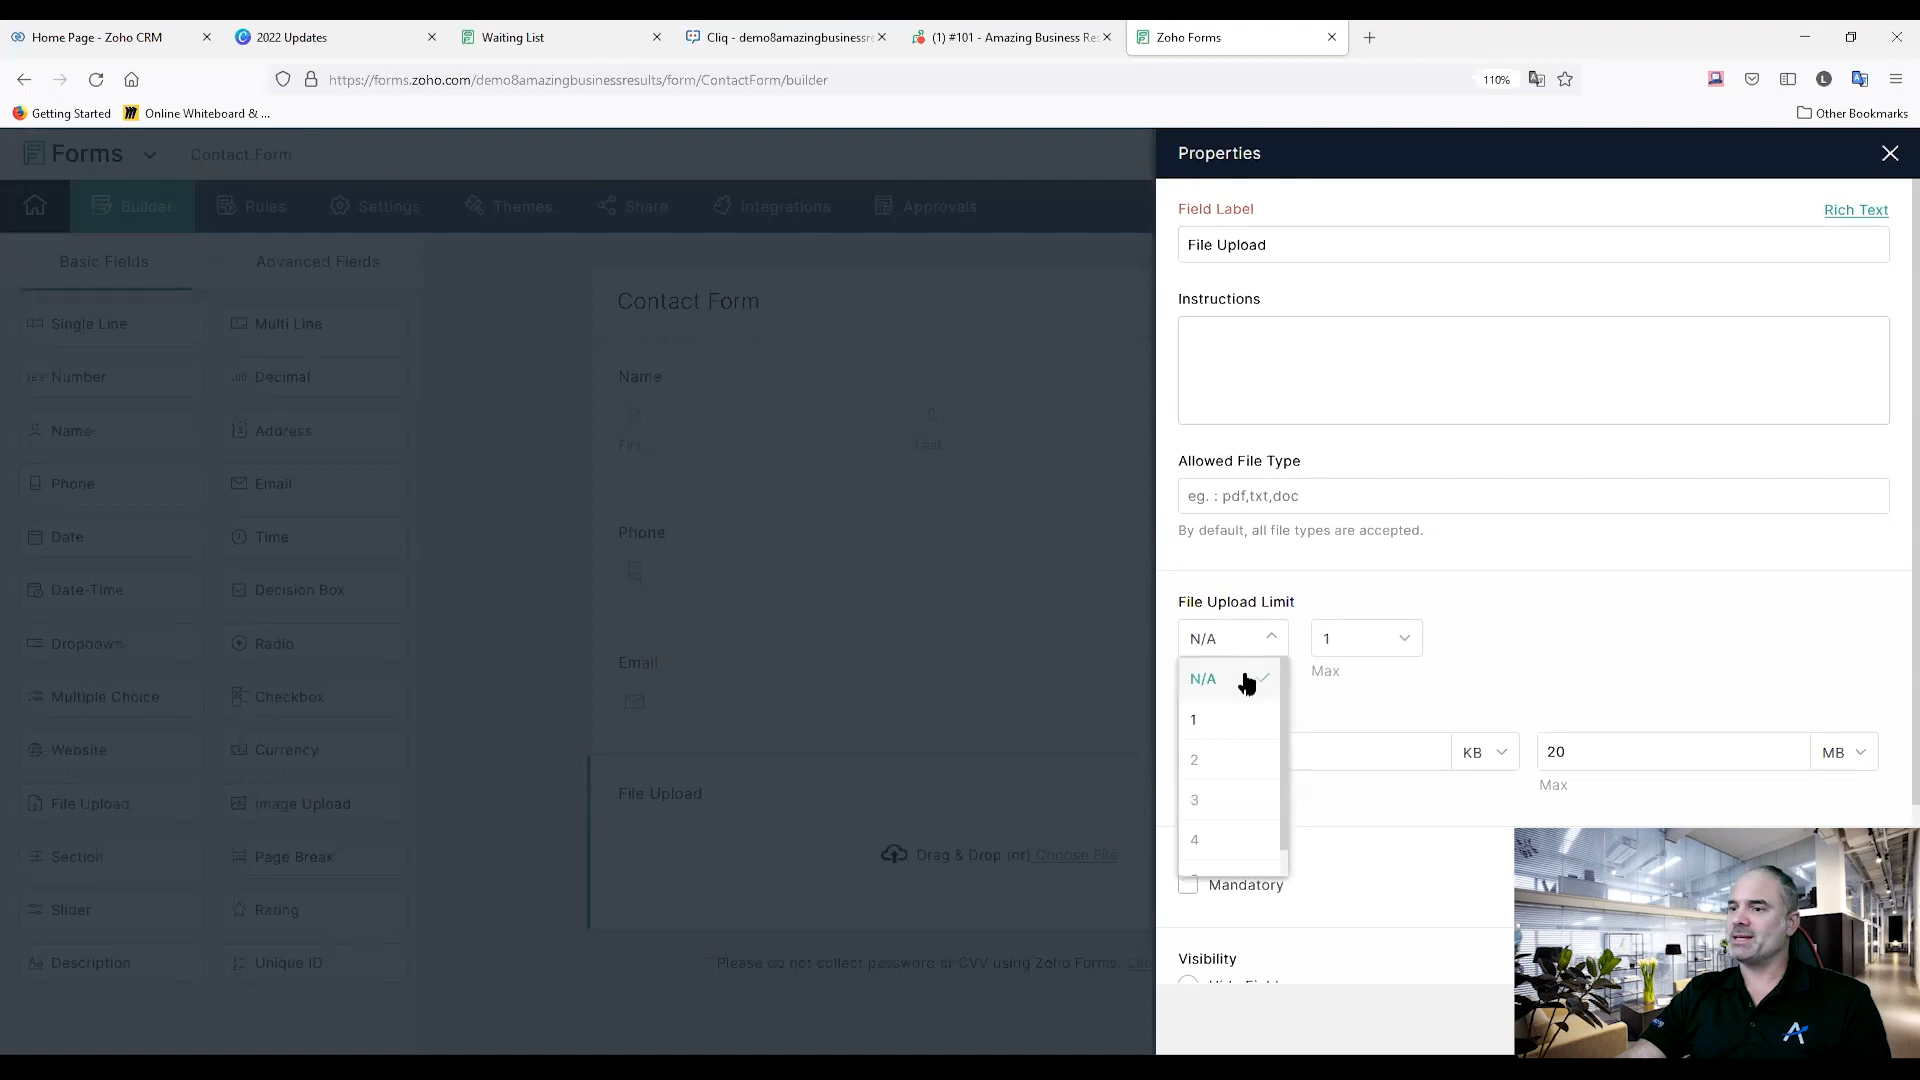 Home Page - Zoho CRM
2022 Updates
Waiting List
Cliq - demo8amazingbusinessre
(1) #101 - Amazing Business Re
Zoho Forms
https://forms.zoho.com/demo8amazingbusinessresults/form/ContactForm/builder
110%
Getting Started
Online Whiteboard & ...
Other Bookmarks
Forms
Contact Form
Properties
Builder
Rules
Settings
Themes
Share
Integrations
Approvals
Field Label
Rich Text
File Upload
Basic Fields
Advanced Fields
Instructions
Contact Form
Single Line
Multi Line
Number
Decimal
Name
First
Last
Name
Address
Allowed File Type
eg. : pdf,txt,doc
By default, all file types are accepted.
Phone
Email
Phone
Date
Time
Date-Time
Decision Box
File Upload Limit
N/A
1
Max
Dropdown
Radio
Email
N/A
1
2
3
4
Multiple Choice
Checkbox
Website
Currency
KB
20
MB
Max
File Upload
File Upload
Image Upload
Drag & Drop (or) Choose File
Section
Page Break
Mandatory
Slider
Rating
Description
Unique ID
Please do not collect password or CVV using Zoho Forms.
Visibility